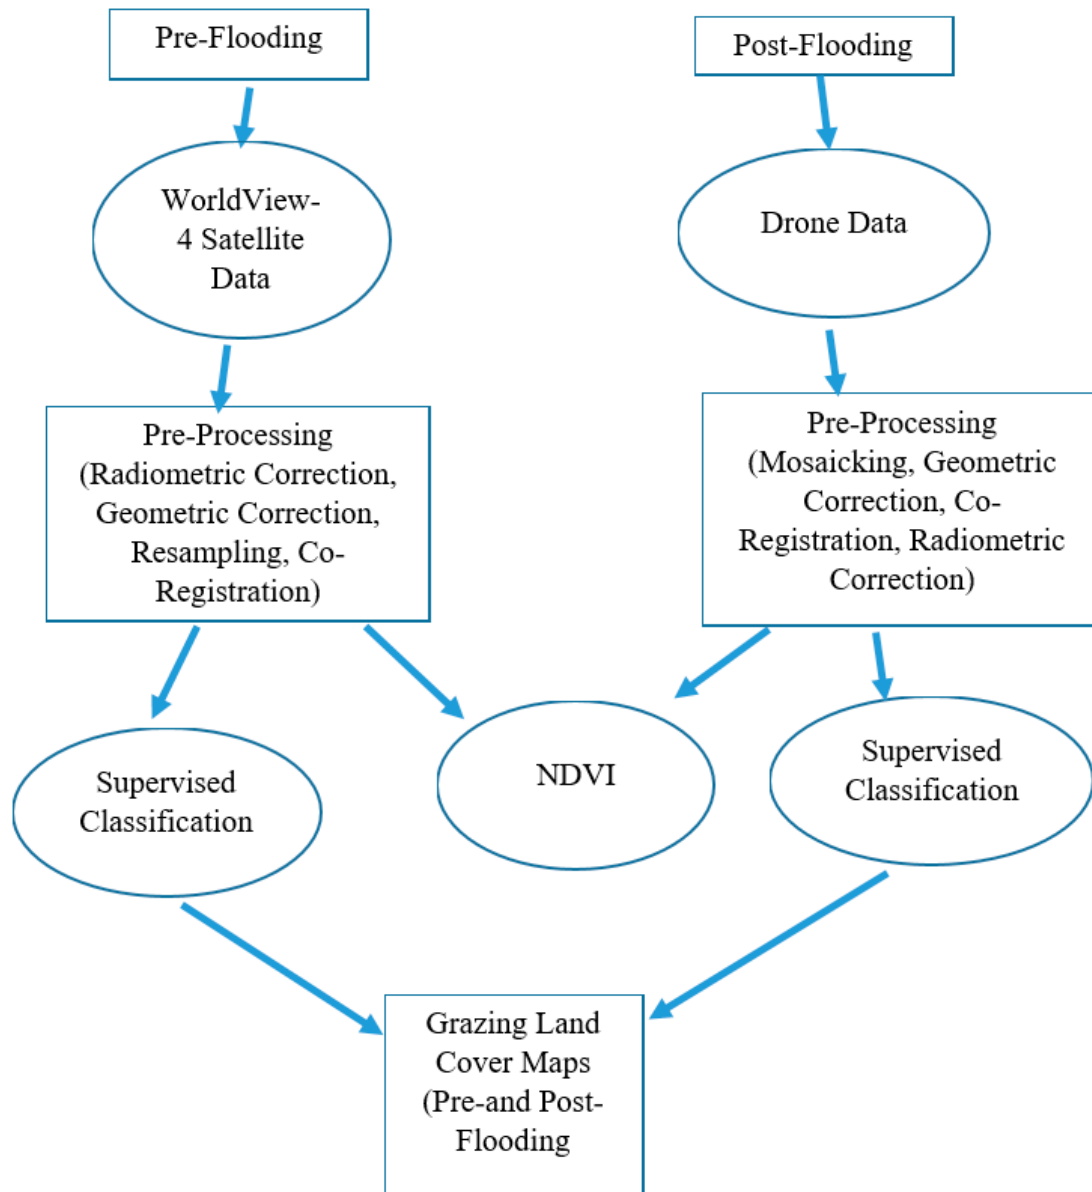 Pre-Flooding
Post-Flooding
WorldView-
4 Satellite
Data
Drone Data
Pre-Processing
(Radiometric Correction,
Geometric Correction,
Resampling, Co-
Registration)
Pre-Processing
(Mosaicking, Geometric
Correction, Co-
Registration, Radiometric
Correction)
Supervised
Classification
NDVI
Supervised
Classification
Grazing Land
Cover Maps
(Pre-and Post-
Flooding